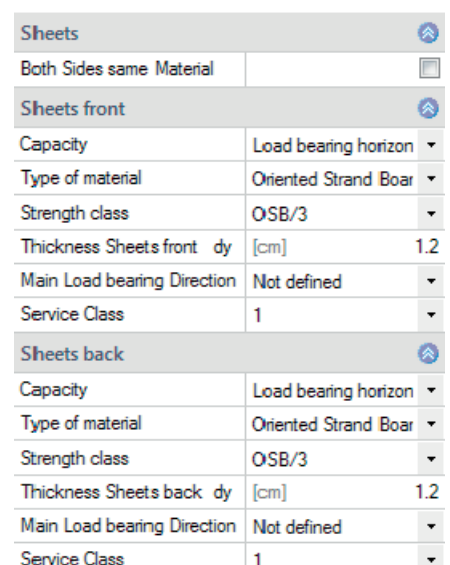 Sheets
Both Sides same Material
Sheets front
Capacity Load bearing horizon
Type of material Oriented Strand Boar
Strength class OSB/3
Thickness Sheets front dy [cm] 1.2
Main Load bearing Direction Not defined
Service Class 1
Sheets back
Capacity Load bearing horizon
Type of material Oriented Strand Boar
Strength class OSB/3
Thickness Sheets back dy [cm] 1.2
Main Load bearing Direction Not defined
Service Class 1